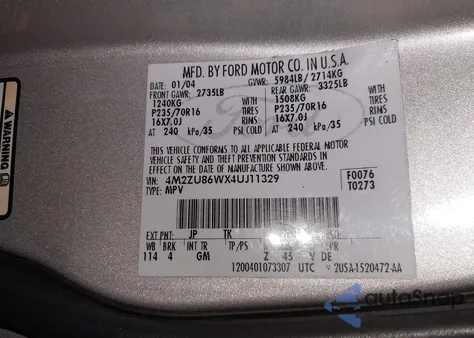 MFD. BY FORD MOTOR CO. IN U.S.A.
DATE: 01/04 GVWR: 5984LB/2714KG
FRONT GAWR: 2735LB REAR GAWR: 3325LB
1240KG WITH 1508KG WITH
P235/70R16 TIRES P235/70R16 TIRES
16X7.0J RIMS 16X7.0J RIMS
AT 240 kPa/35 PSI COLD AT 240 kPa/35 PSI COLD
THIS VEHICLE CONFORMS TO ALL APPLICABLE FEDERAL MOTOR
VEHICLE SAFETY AND THEFT PREVENTION STANDARDS IN
EFFECT ON THE DATE OF MANUFACTURE SHOWN ABOVE.
VIN: 4M2ZU86WX4UJ11329 F0076
TYPE: MPV T0273
EXT PNT: JP TK
WB BRK INT TR TP/PS SPR
114 4 GM Z 45 V DE
1200401073307 UTC 2U5A-1520472-AA
WARNING
Ford
autoSnap